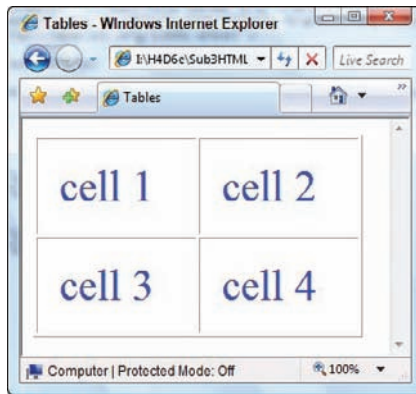 Tables - Windows Internet Explorer
I:\H4D6c\Sub3HTML
Live Search
Tables
cell 1 cell 2
cell 3 cell 4
Computer | Protected Mode: Off 100%